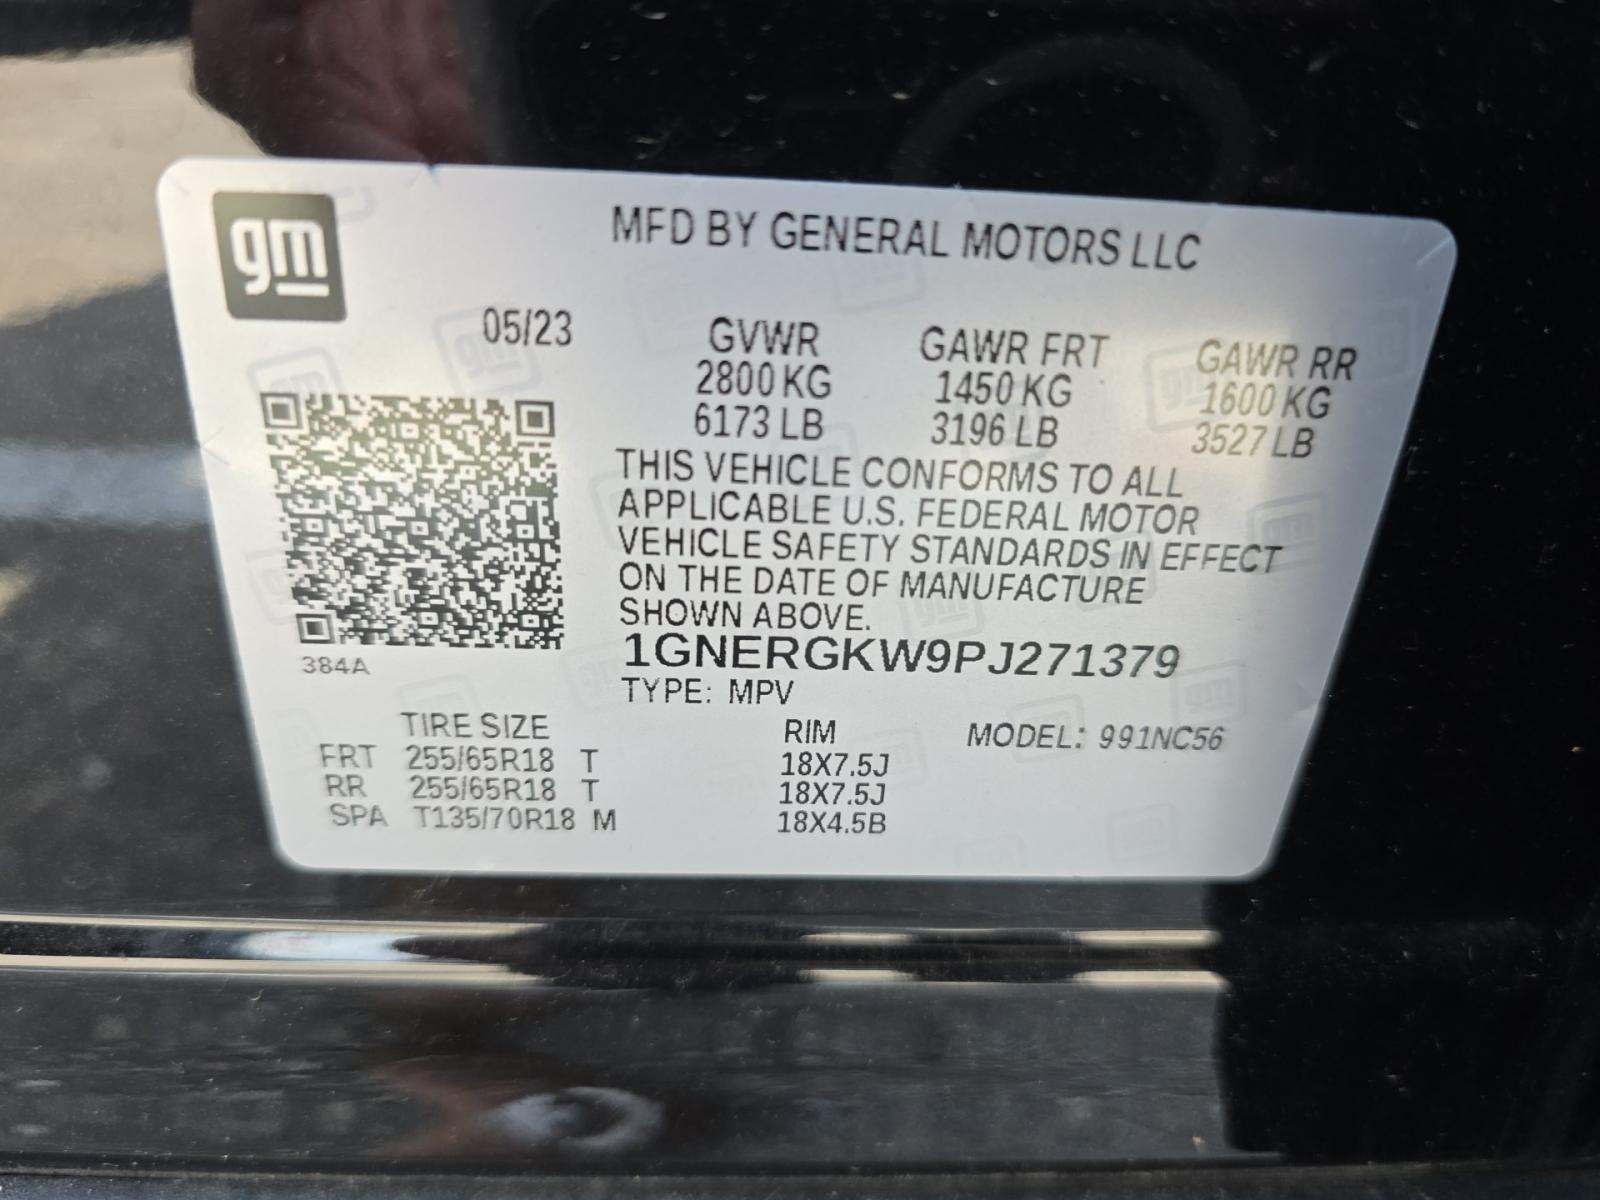 gm
MFD BY GENERAL MOTORS LLC
05/23 GVWR GAWR FRT GAWR RR
2800 KG 1450 KG 1600 KG
6173 LB 3196 LB 3527 LB
THIS VEHICLE CONFORMS TO ALL
APPLICABLE U.S. FEDERAL MOTOR
VEHICLE SAFETY STANDARDS IN EFFECT
ON THE DATE OF MANUFACTURE
SHOWN ABOVE.
1GNERGKW9PJ271379
384A
TYPE: MPV
TIRE SIZE RIM MODEL: 991NC56
FRT 255/65R18 T 18X7.5J
RR 255/65R18 T 18X7.5J
SPA T135/70R18 M 18X4.5B